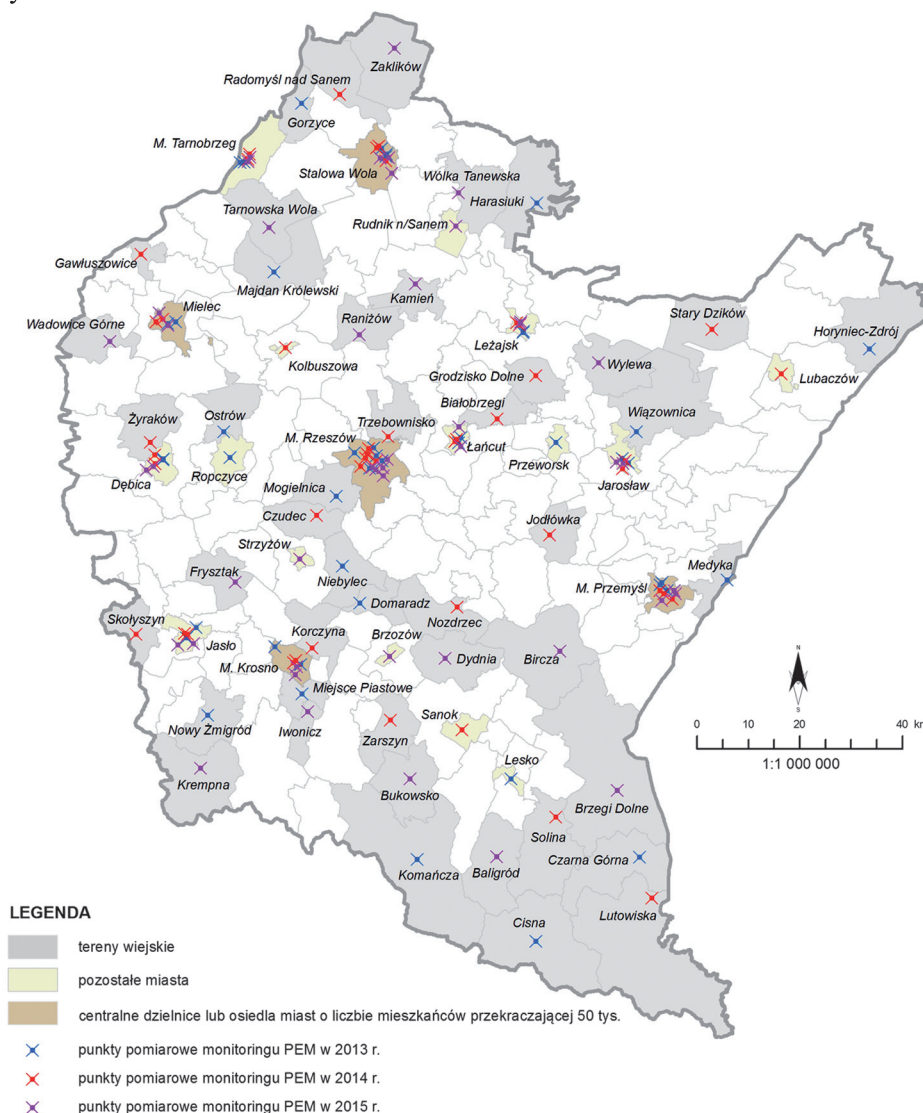 Zaklików
Radomyśl nad Sanem
Gorzyce
M. Tarnobrzeg
Stalowa Wola
Wólka Tanewska
Harasiuki
Tarnowska Wola
Rudnik n/Sanem
Gawłuszowice
Majdan Królewski
Kamień
Mielec
Stary Dzików
Raniżów
Horyniec-Zdrój
Wadowice Górne
Leżajsk
Kolbuszowa
Wylewa
Grodzisko Dolne
Lubaczów
Białobrzegi
Żyraków
Ostrów
Trzebownisko
Wiązownica
M. Rzeszów
Łańcut
Przeworsk
Ropczyce
Dębica
Jarosław
Mogielnica
Czudec
Jodłówka
Strzyżów
Medyka
Frysztak
Niebylec
M. Przemyśl
Domaradz
Nozdrzec
Skołyszyn
Korczyna
Brzozów
Jasło
Dydnia
Bircza
M. Krosno
Miejsce Piastowe
Sanok
Nowy Żmigród
Iwonicz
Zarszyn
Lesko
Krempna
Bukowsko
Brzegi Dolne
Solina
Czarna Górna
Komańcza
Baligród
Lutowiska
Cisna
N
S
0 10 20 40 km
1:1 000 000
LEGENDA
tereny wiejskie
pozostałe miasta
centralne dzielnice lub osiedla miast o liczbie mieszkańców przekraczającej 50 tys.
punkty pomiarowe monitoringu PEM w 2013 r.
punkty pomiarowe monitoringu PEM w 2014 r.
punkty pomiarowe monitoringu PEM w 2015 r.